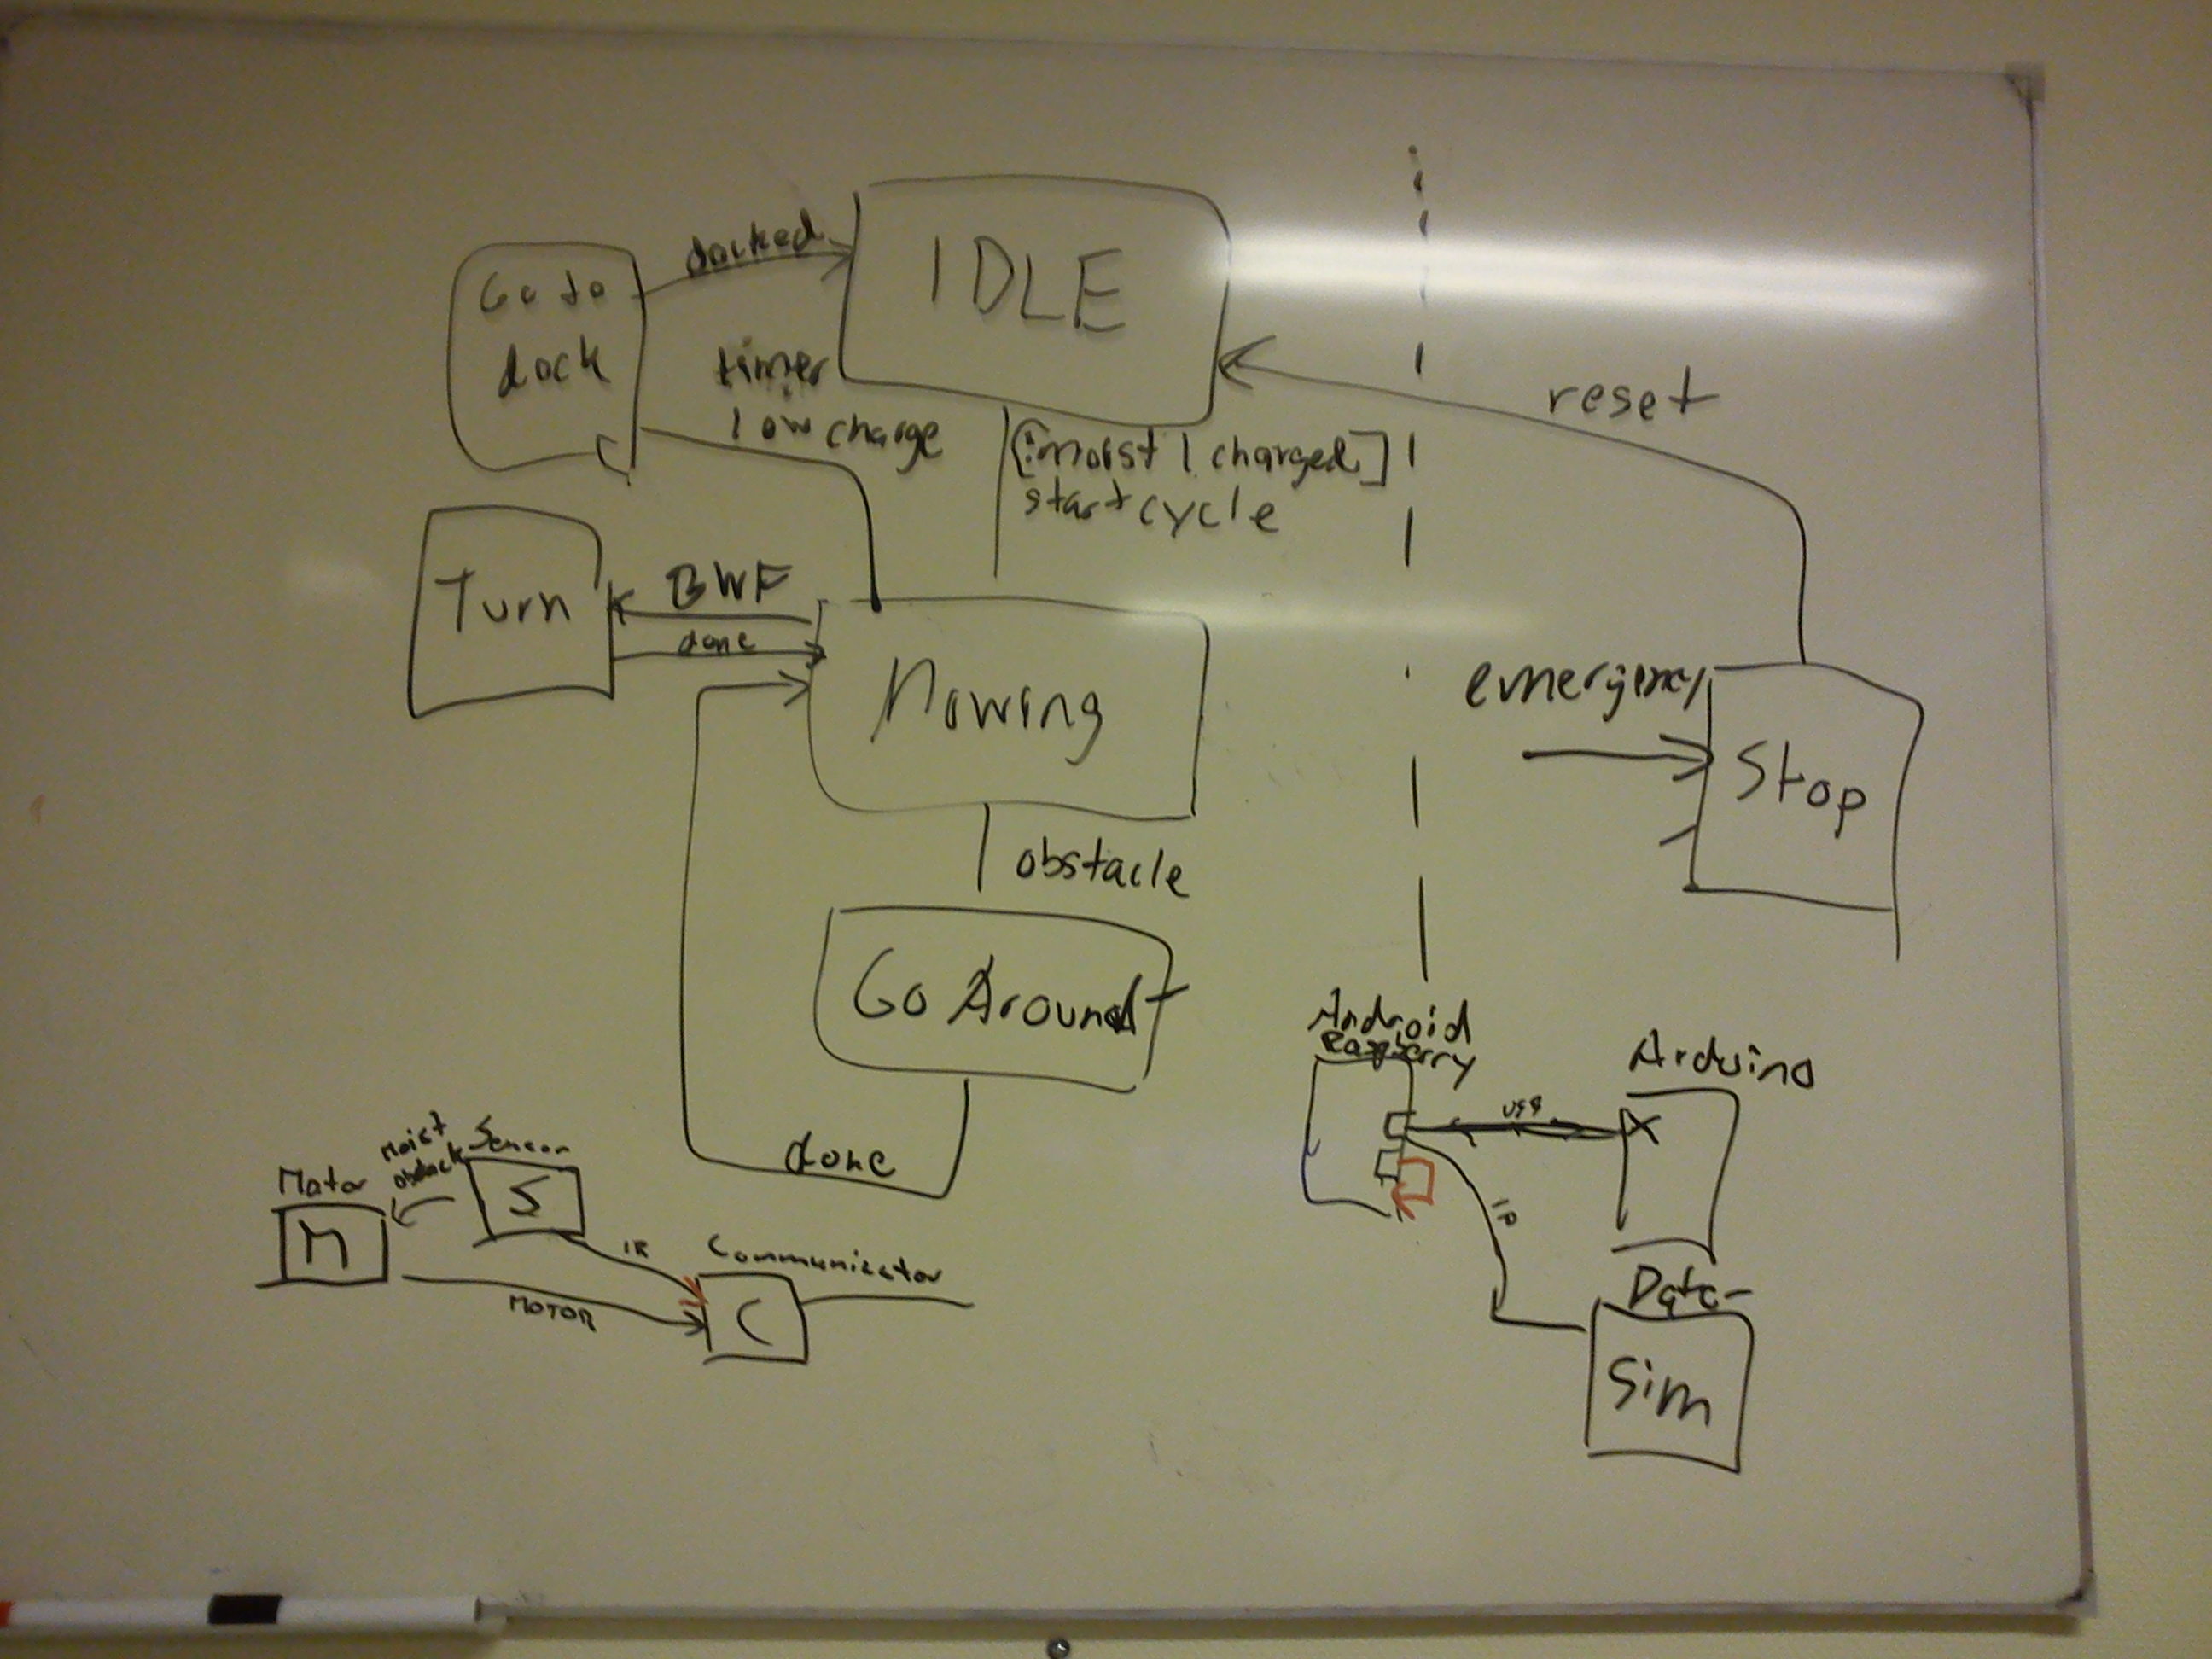 IDLE
docked
Go to
dock
timer
low charge
reset
[!moist | charged]
start cycle
BWF
Turn
done
Mowing
emergency
Stop
obstacle
Go Around
done
Android
Raspberry
Arduino
USB
IP
Data
Sim
Moist
Sensor
Motor
S
M
IR
Communicator
MOTOR
C